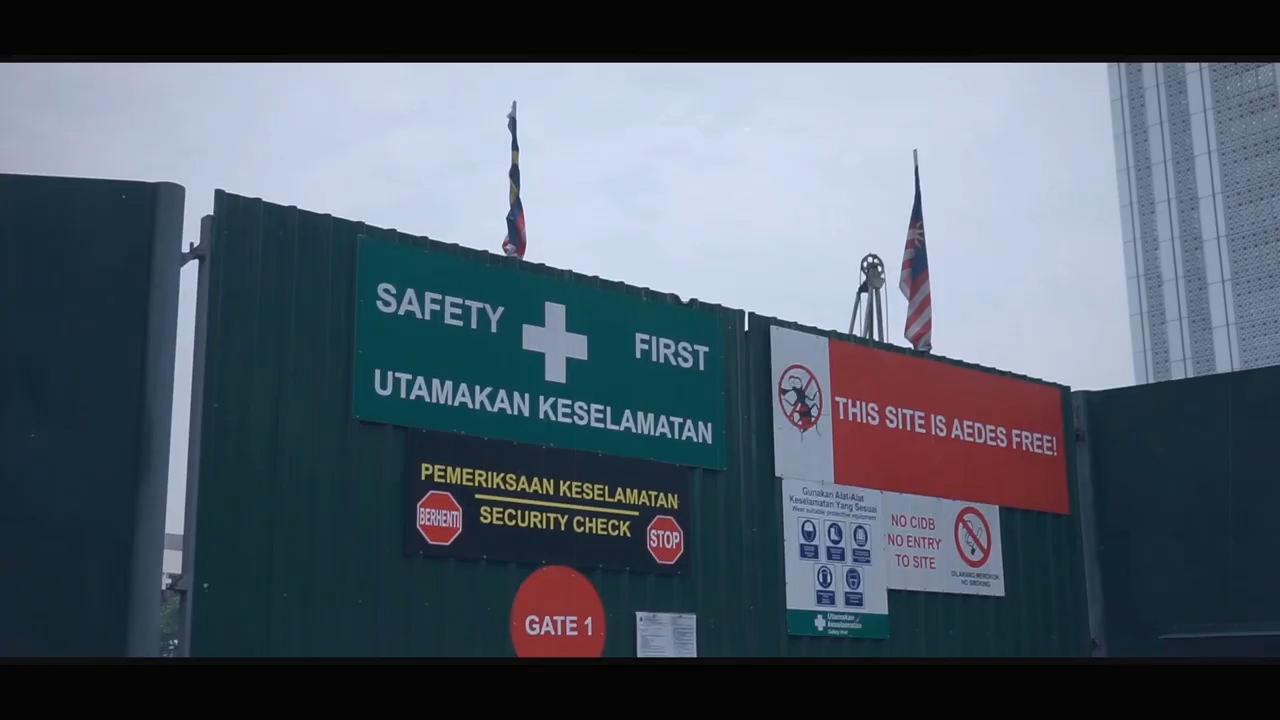 SAFETY FIRST
UTAMAKAN KESELAMATAN
PEMERIKSAAN KESELAMATAN
SECURITY CHECK
BERHENTI
STOP
GATE 1
THIS SITE IS AEDES FREE!
Gunakan Alat-Alat
Keselamatan Yang Sesuai
Wear suitable protective equipment
Utamakan
keselamatan
Safety first
NO CIDB
NO ENTRY
TO SITE
DILARANG MEROKOK
NO SMOKING